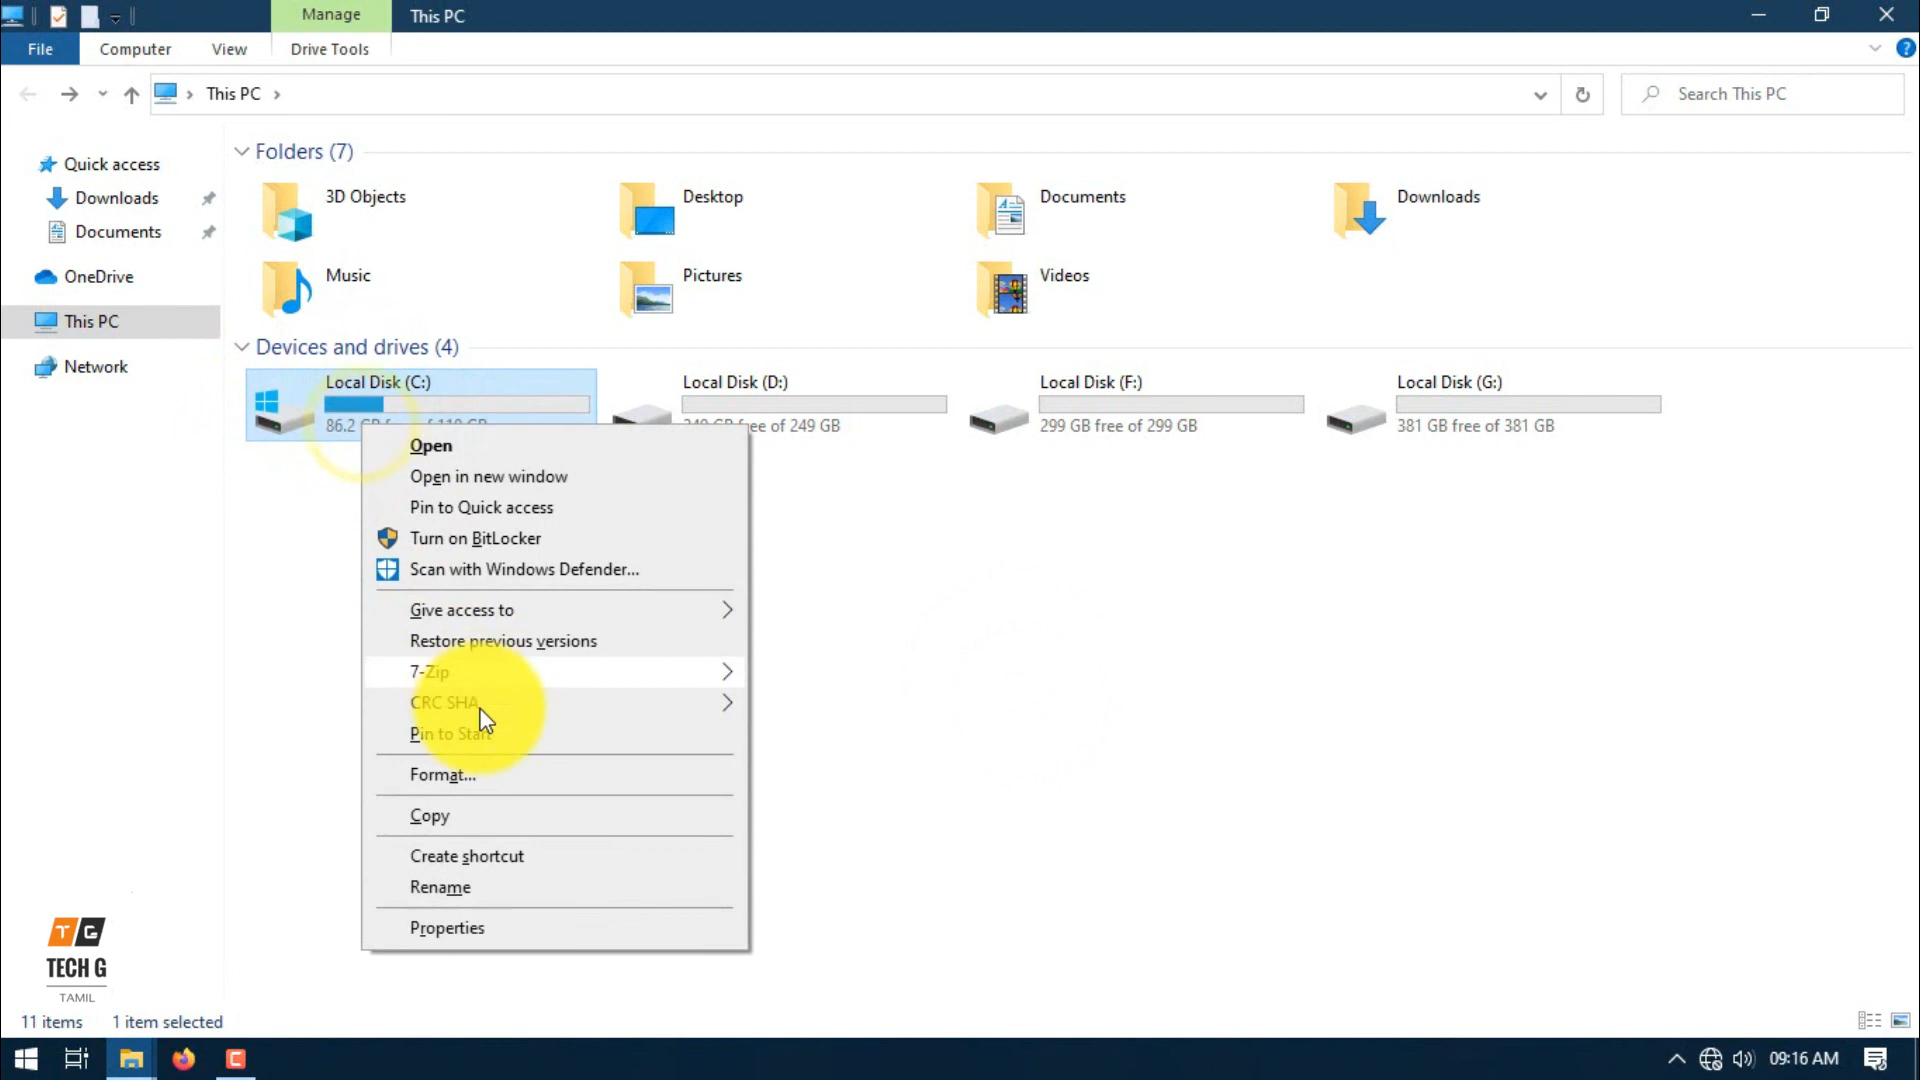 Manage
This PC
File
Computer
View
Drive Tools
This PC
Search This PC
Quick access
Downloads
Documents
OneDrive
This PC
Network
Folders (7)
3D Objects
Desktop
Documents
Downloads
Music
Pictures
Videos
Devices and drives (4)
Local Disk (C:)
Local Disk (D:)
Local Disk (F:)
Local Disk (G:)
86.2
free of 249 GB
299 GB free of 299 GB
381 GB free of 381 GB
Open
Open in new window
Pin to Quick access
Turn on BitLocker
Scan with Windows Defender...
Give access to
Restore previous versions
7-Zip
CRC SHA
Pin to Start
Format...
Copy
Create shortcut
Rename
Properties
TG
TECH G
TAMIL
11 items
1 item selected
09:16 AM